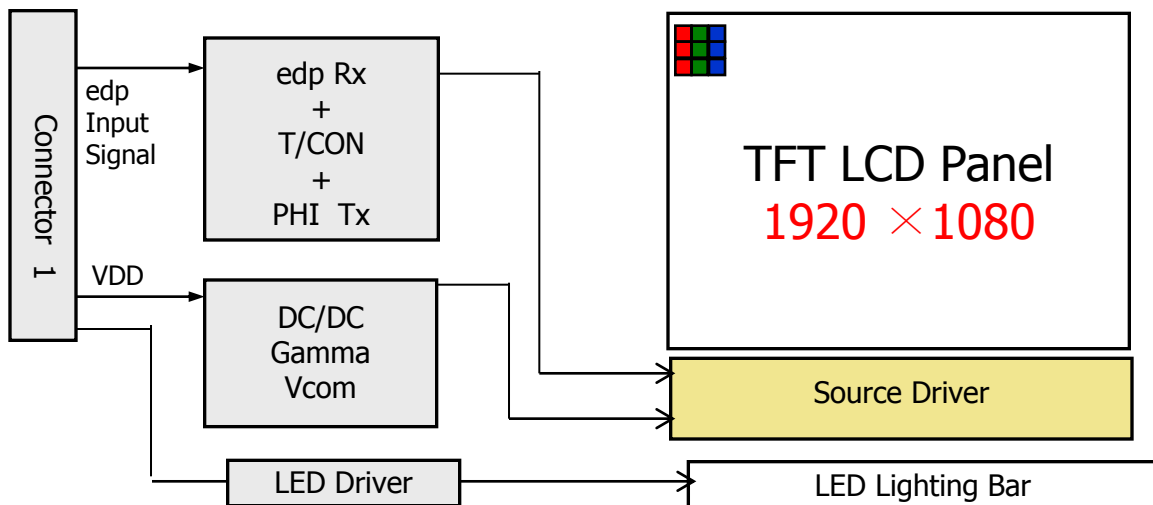 Connector 1
edp
Input
Signal
edp Rx
+
T/CON
+
PHI Tx
TFT LCD Panel
1920 ×1080
VDD
DC/DC
Gamma
Vcom
Source Driver
LED Driver
LED Lighting Bar